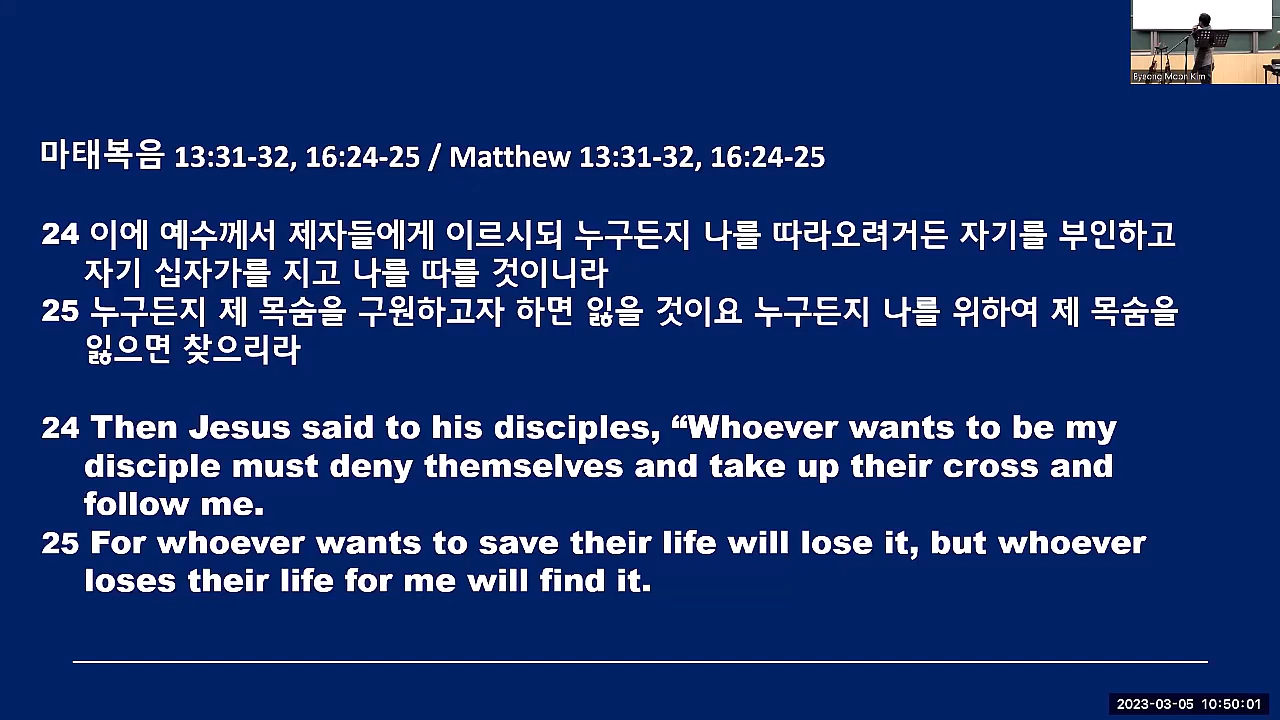 Byeong Moon Kim
마태복음 13:31-32, 16:24-25 / Matthew 13:31-32, 16:24-25
24 이에 예수께서 제자들에게 이르시되 누구든지 나를 따라오려거든 자기를 부인하고
자기 십자가를 지고 나를 따를 것이니라
25 누구든지 제 목숨을 구원하고자 하면 잃을 것이요 누구든지 나를 위하여 제 목숨을
잃으면 찾으리라
24 Then Jesus said to his disciples, “Whoever wants to be my
disciple must deny themselves and take up their cross and
follow me.
25 For whoever wants to save their life will lose it, but whoever
loses their life for me will find it.
2023-03-05 10:50:01